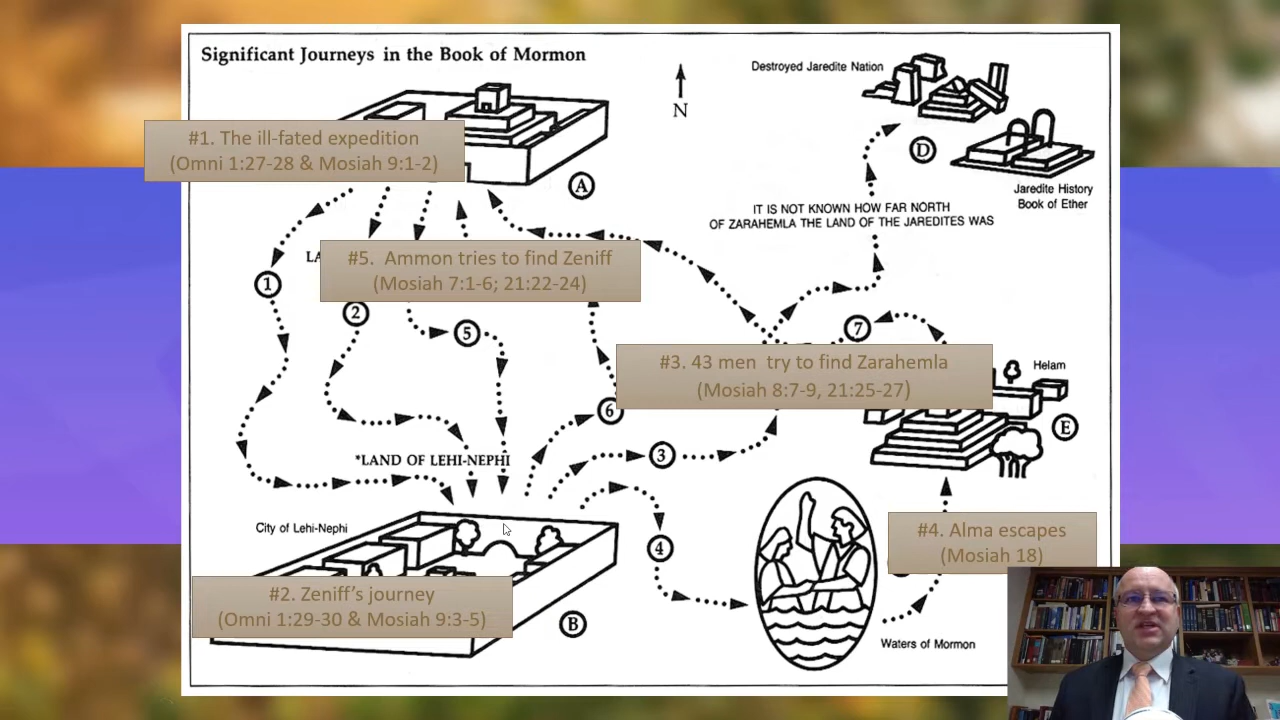 Significant Journeys in the Book of Mormon
N
Destroyed Jaredite Nation
#1. The ill-fated expedition
(Omni 1:27-28 & Mosiah 9:1-2)
A
D
Jaredite History
Book of Ether
IT IS NOT KNOWN HOW FAR NORTH
OF ZARAHEMLA THE LAND OF THE JAREDITES WAS
#5. Ammon tries to find Zeniff
(Mosiah 7:1-6; 21:22-24)
1
2
5
7
#3. 43 men try to find Zarahemla
(Mosiah 8:7-9, 21:25-27)
Helam
6
E
3
*LAND OF LEHI-NEPHI
City of Lehi-Nephi
4
#4. Alma escapes
(Mosiah 18)
#2. Zeniff's journey
(Omni 1:29-30 & Mosiah 9:3-5)
B
Waters of Mormon